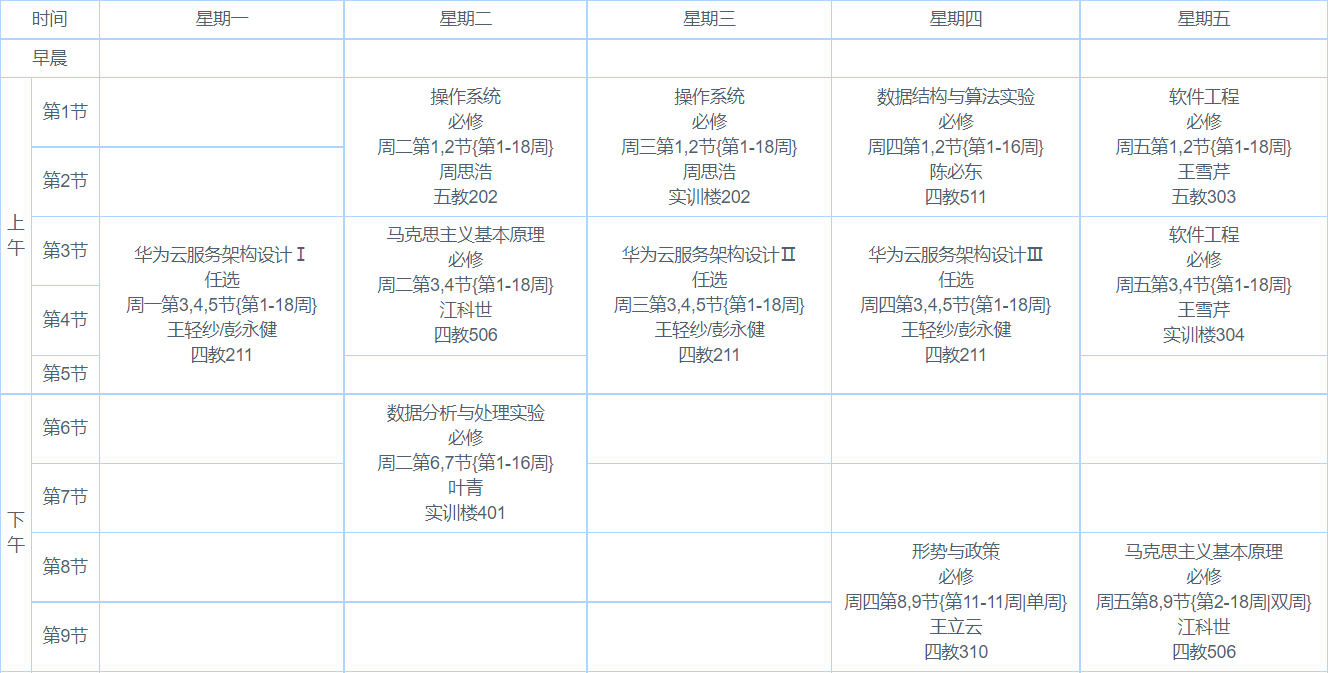 时间
星期一
星期二
星期三
星期四
星期五
早晨
上
午
第1节
操作系统
必修
周二第1,2节{第1-18周}
周思浩
五教202
操作系统
必修
周三第1,2节{第1-18周}
周思浩
实训楼202
数据结构与算法实验
必修
周四第1,2节{第1-16周}
陈必东
四教511
软件工程
必修
周五第1,2节{第1-18周}
王雪芹
五教303
第2节
第3节
华为云服务架构设计Ⅰ
任选
周一第3,4,5节{第1-18周}
王轻纱/彭永健
四教211
马克思主义基本原理
必修
周二第3,4节{第1-18周}
江科世
四教506
华为云服务架构设计Ⅱ
任选
周三第3,4,5节{第1-18周}
王轻纱/彭永健
四教211
华为云服务架构设计Ⅲ
任选
周四第3,4,5节{第1-18周}
王轻纱/彭永健
四教211
软件工程
必修
周五第3,4节{第1-18周}
王雪芹
实训楼304
第4节
第5节
下
午
第6节
数据分析与处理实验
必修
周二第6,7节{第1-16周}
叶青
实训楼401
第7节
第8节
形势与政策
必修
周四第8,9节{第11-11周|单周}
王立云
四教310
马克思主义基本原理
必修
周五第8,9节{第2-18周|双周}
江科世
四教506
第9节